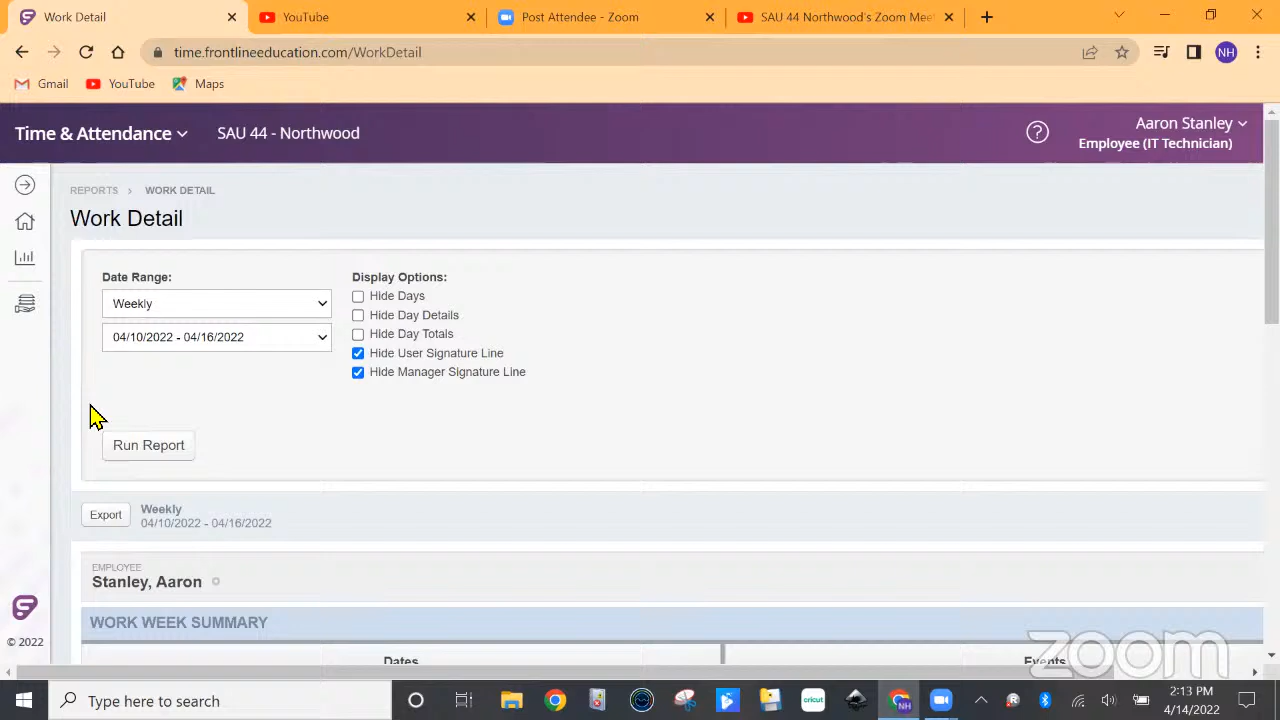 Work Detail
YouTube
Post Attendee - Zoom
SAU 44 Northwood's Zoom Mee
time.frontlineeducation.com/WorkDetail
NH
Gmail
YouTube
Maps
Time & Attendance
SAU 44 - Northwood
?
Aaron Stanley
Employee (IT Technician)
REPORTS > WORK DETAIL
Work Detail
Date Range:
Weekly
04/10/2022 - 04/16/2022
Run Report
Display Options:
Hide Days
Hide Day Details
Hide Day Totals
Hide User Signature Line
Hide Manager Signature Line
Export
Weekly
04/10/2022 - 04/16/2022
EMPLOYEE
Stanley, Aaron
WORK WEEK SUMMARY
Dates
Events
© 2022
zoom
Type here to search
cricut
NH
2:13 PM
4/14/2022